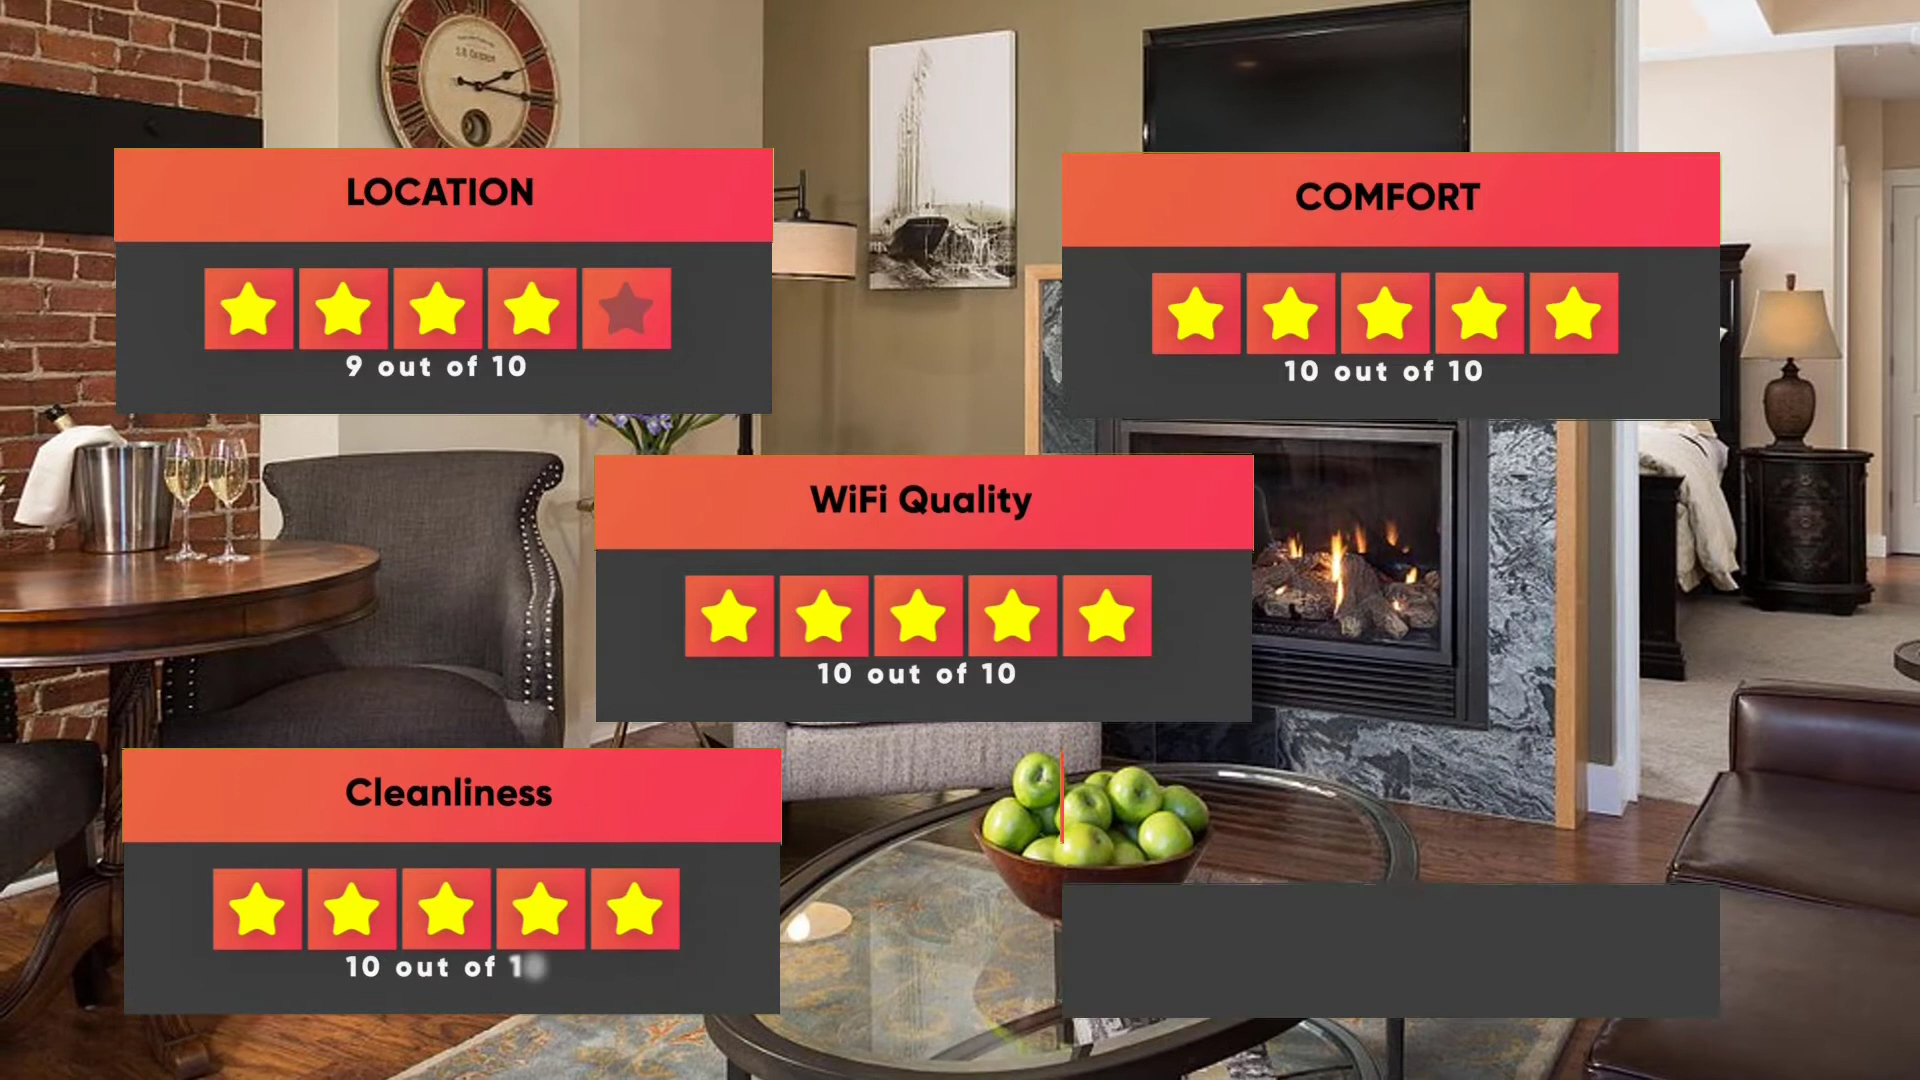 LOCATION
9 out of 10
COMFORT
10 out of 10
WiFi Quality
10 out of 10
Cleanliness
10 out of